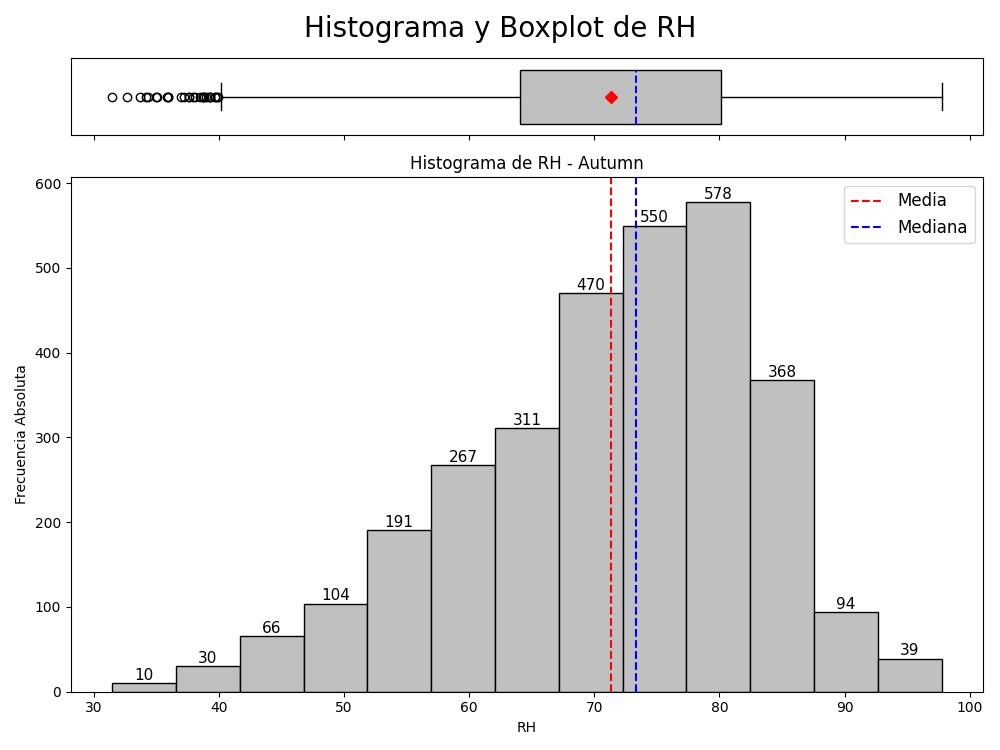 Histograma y Boxplot de RH
Histograma de RH - Autumn
600
500
400
300
200
100
0
Frecuencia Absoluta
10
30
66
104
191
267
311
470
550
578
368
94
39
Media
Mediana
30 40 50 60 70 80 90 100
RH